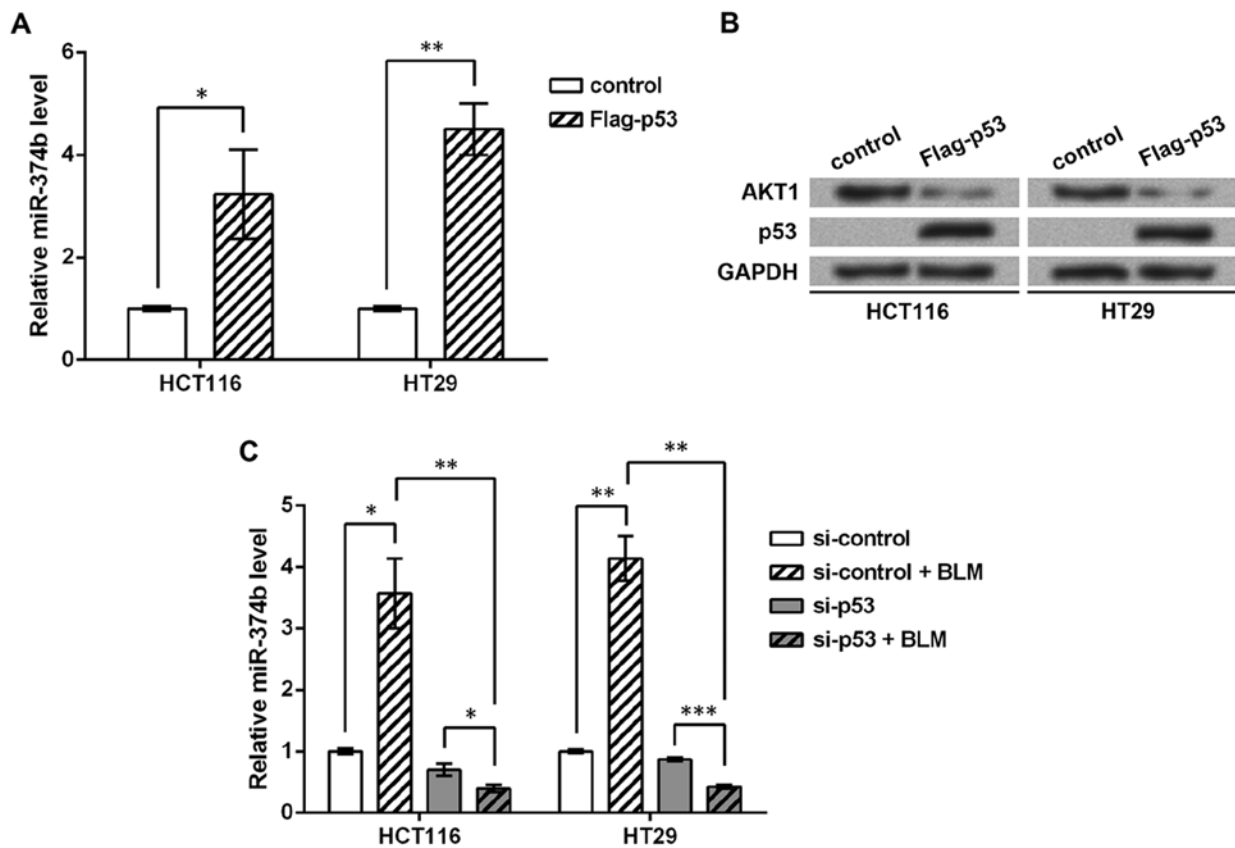 A
Relative miR-374b level
6
4
2
0
*
**
HCT116
HT29
control
Flag-p53
B
control
Flag-p53
control
Flag-p53
AKT1
p53
GAPDH
HCT116
HT29
C
Relative miR-374b level
5
4
3
2
1
0
*
**
*
**
**
***
HCT116
HT29
si-control
si-control + BLM
si-p53
si-p53 + BLM